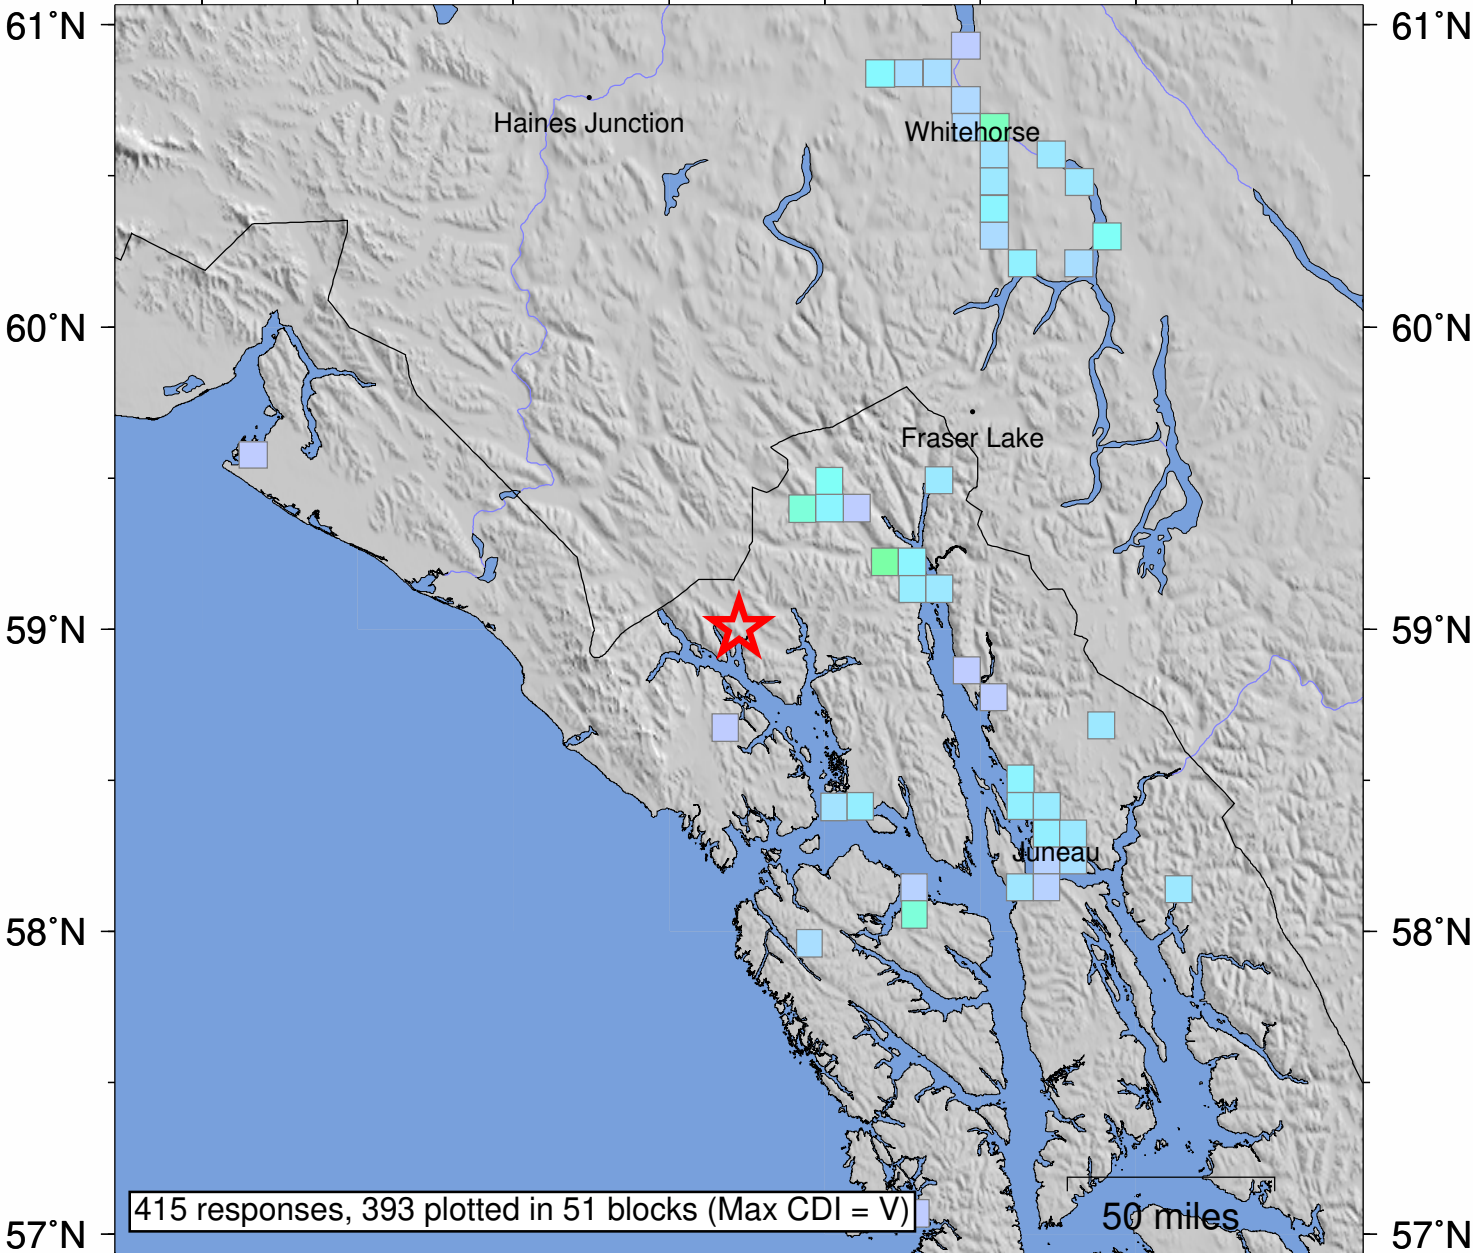 61°N 61°N
Haines Junction
Whitehorse
60°N 60°N
Fraser Lake
59°N 59°N
Juneau
58°N 58°N
415 responses, 393 plotted in 51 blocks (Max CDI = V)
50 miles
57°N 57°N